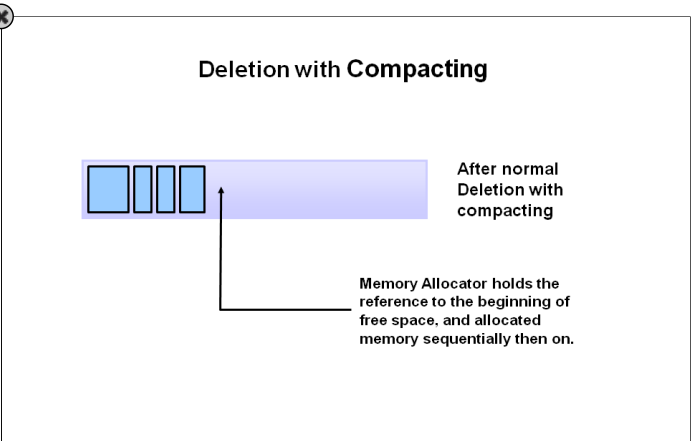 Deletion with Compacting
After normal
Deletion with
compacting
Memory Allocator holds the
reference to the beginning of
free space, and allocated
memory sequentially then on.